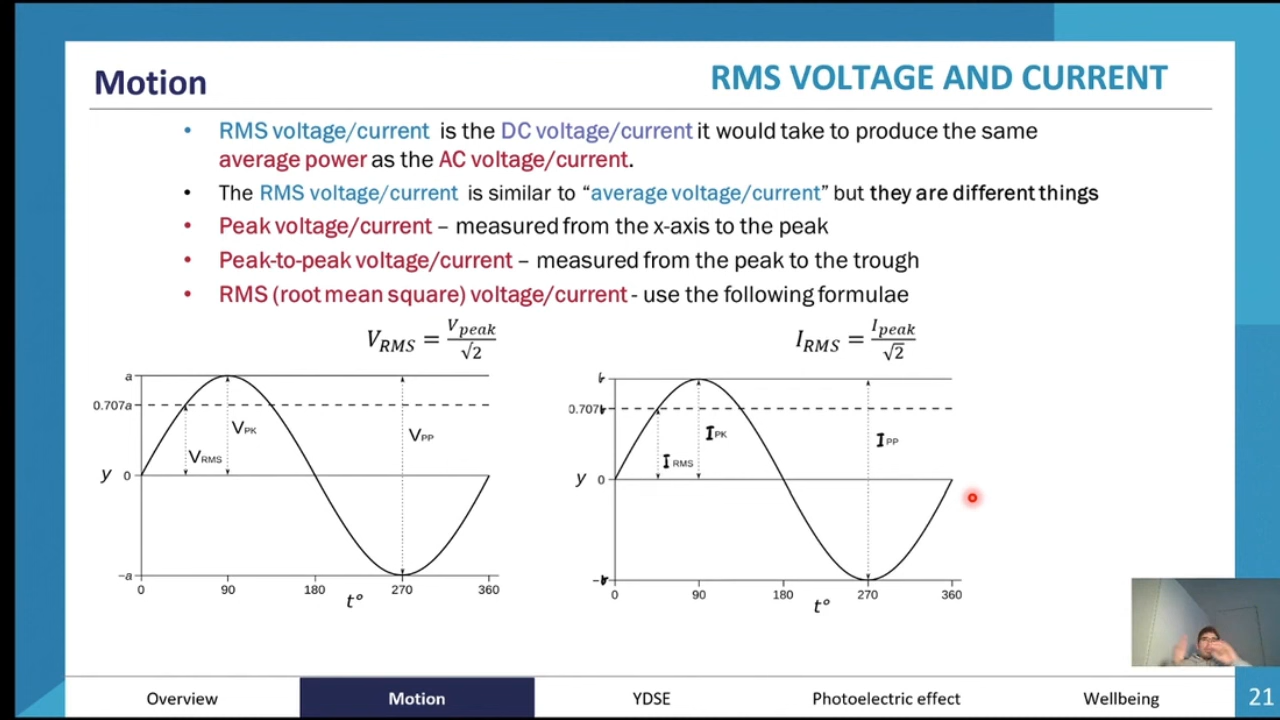 Motion
RMS VOLTAGE AND CURRENT
• RMS voltage/current is the DC voltage/current it would take to produce the same
average power as the AC voltage/current.
• The RMS voltage/current is similar to “average voltage/current” but they are different things
• Peak voltage/current – measured from the x-axis to the peak
• Peak-to-peak voltage/current – measured from the peak to the trough
• RMS (root mean square) voltage/current - use the following formulae
V_RMS = V_peak/√2
I_RMS = I_peak/√2
a
0.707a
V_PK
V_PP
V_RMS
y 0
-a
0 90 180 270 360
t°
0.707
I_PK
I_PP
I_RMS
y 0
0 90 180 270 360
t°
Overview Motion YDSE Photoelectric effect Wellbeing 21